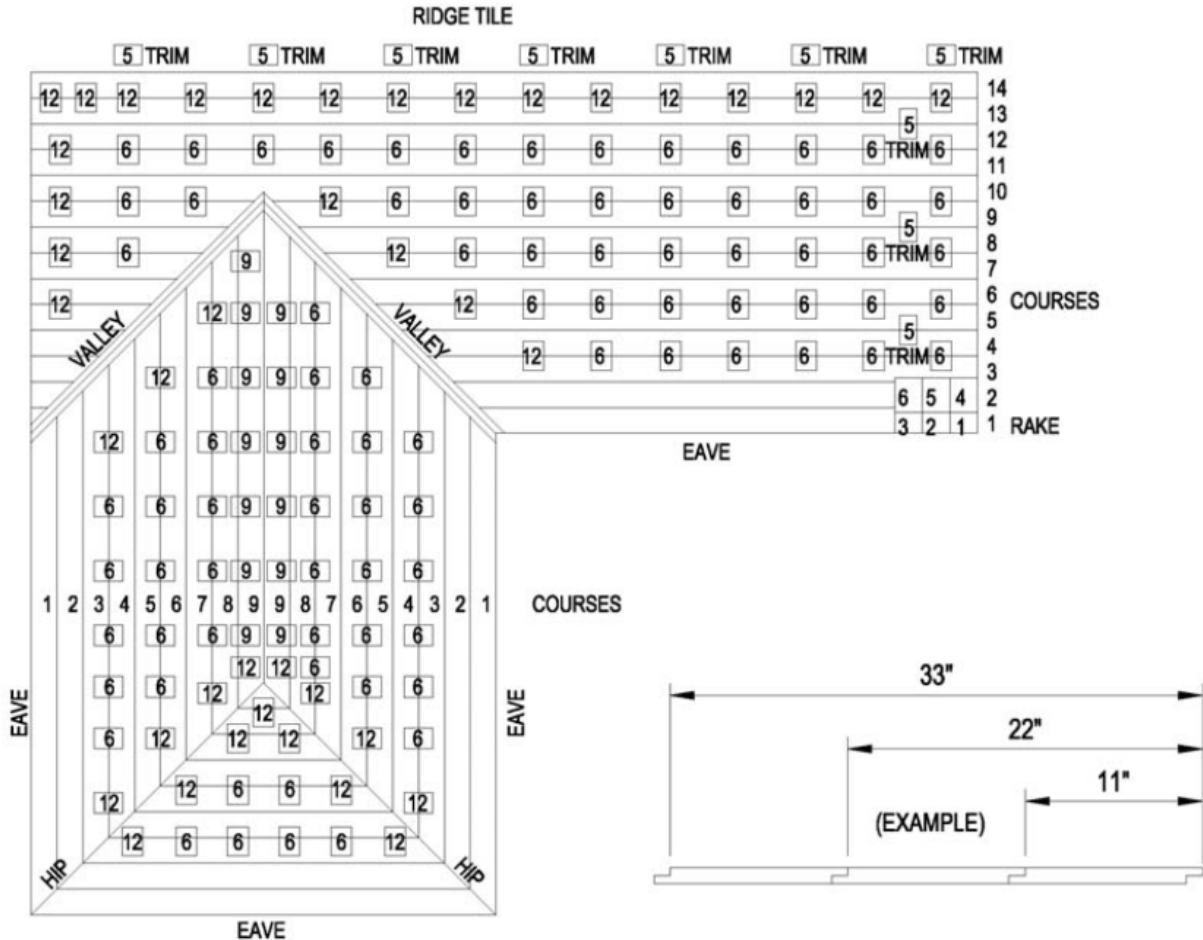 RIDGE TILE
5 TRIM 5 TRIM 5 TRIM 5 TRIM 5 TRIM 5 TRIM 5 TRIM
12 12 12 12 12 12 12 12 12 12 12 12 12 12 12 14
5 13
12 6 6 6 6 6 6 6 6 6 6 6 6 TRIM 6 12
11
12 6 6 12 6 6 6 6 6 6 6 6 6 10
5 9
12 6 12 6 6 6 6 6 6 6 TRIM 6 8
9 7
12 12 6 6 6 6 6 6 6 6 COURSES
12 9 9 6 5 5
VALLEY VALLEY
12 6 6 6 6 6 TRIM 6 4
12 6 9 9 6 6 3
6 5 4 2
3 2 1 1 RAKE
12 6 6 9 9 6 6 6
EAVE
6 6 6 9 9 6 6 6
6 6 6 9 9 6 6 6
1 2 3 4 5 6 7 8 9 9 8 7 6 5 4 3 2 1 COURSES
6 6 6 9 9 6 6 6
12 12 6
6 6 12 12 6 6
EAVE EAVE
12
6 12 12 12 12 6
12 12 6 6 12 12
12 6 6 6 6 12
HIP HIP
EAVE
33"
22"
11"
(EXAMPLE)